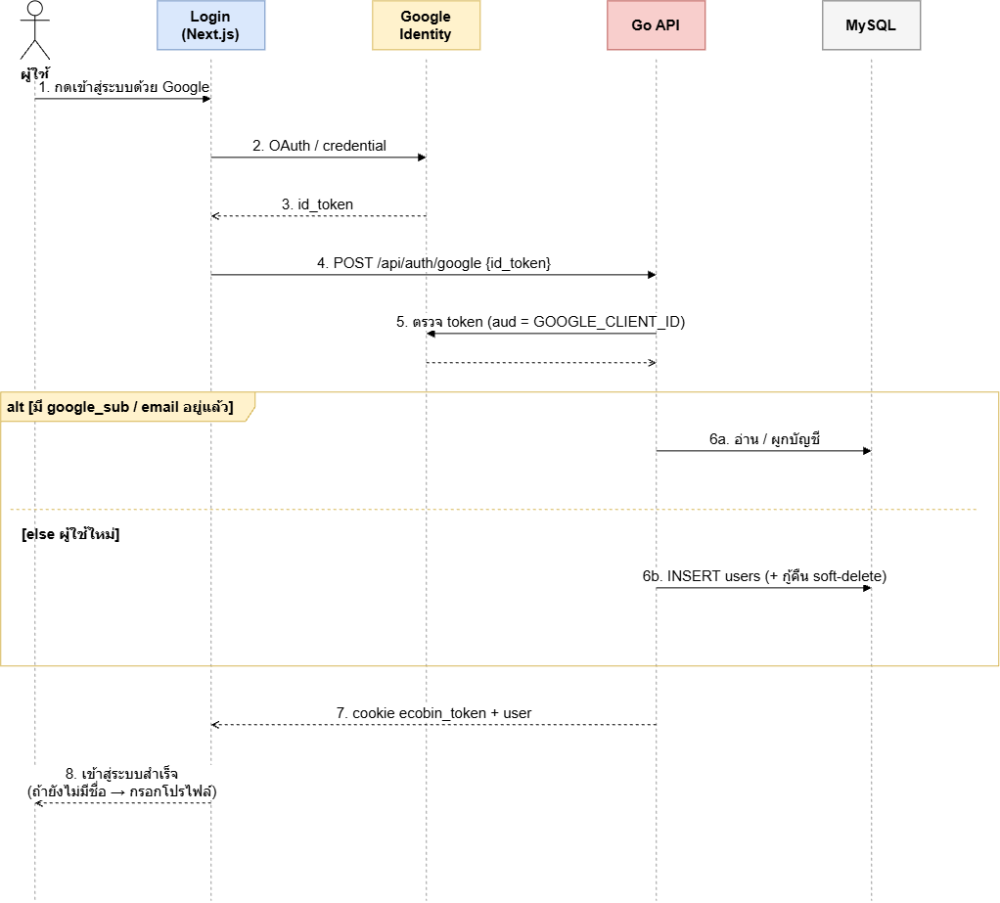 Login
(Next.js)
Google
Identity
Go API
MySQL
ผู้ใช้
1. กดเข้าสู่ระบบด้วย Google
2. OAuth / credential
3. id_token
4. POST /api/auth/google {id_token}
5. ตรวจ token (aud = GOOGLE_CLIENT_ID)
alt [มี google_sub / email อยู่แล้ว]
6a. อ่าน / ผูกบัญชี
[else ผู้ใช้ใหม่]
6b. INSERT users (+ กู้คืน soft-delete)
7. cookie ecobin_token + user
8. เข้าสู่ระบบสำเร็จ
(ถ้ายังไม่มีชื่อ → กรอกโปรไฟล์)